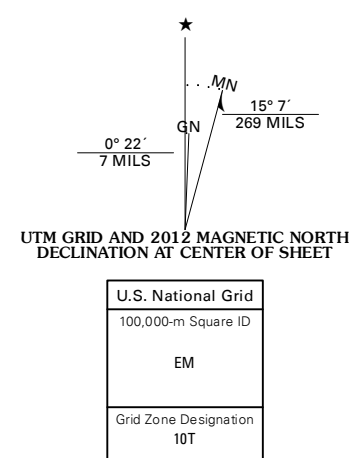 ★
MN
15° 7´
269 MILS
GN
0° 22´
7 MILS
UTM GRID AND 2012 MAGNETIC NORTH
DECLINATION AT CENTER OF SHEET
U.S. National Grid
100,000-m Square ID
EM
Grid Zone Designation
10T